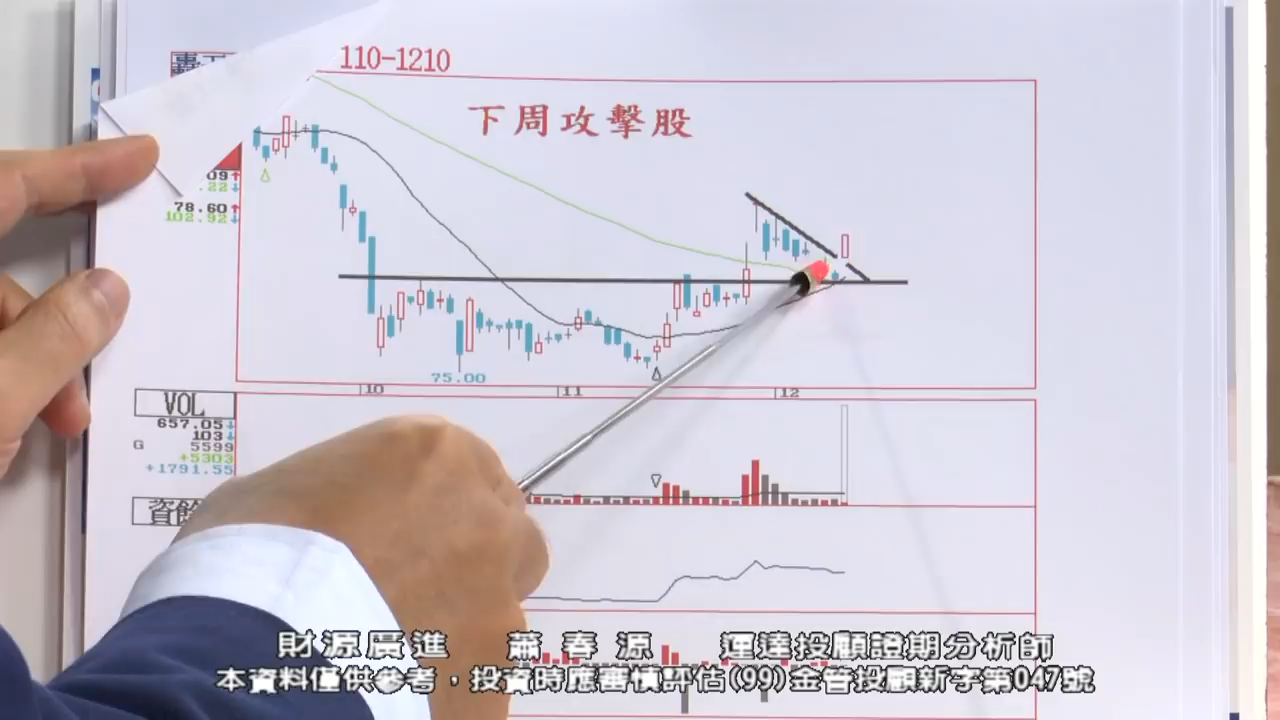 110-1210
下周攻擊股
09↑
.22↓
78.60↑
102.92↓
75.00
10 11 12
VOL
657.05↓
103↓
G 5599
+5303
+1791.55
資餘
財源廣進 蕭春源 運達投顧證期分析師
本資料僅供參考，投資時應審慎評估(99)金管投顧新字第047號